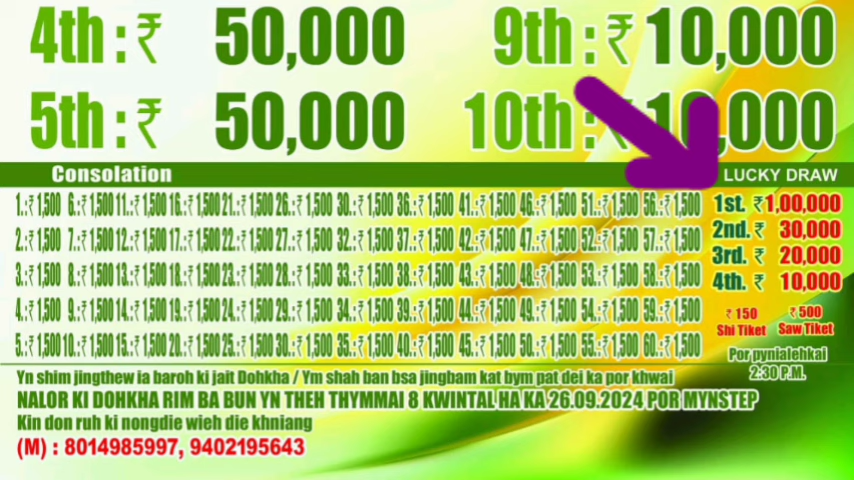 4th : ₹ 50,000 9th : ₹ 10,000
5th : ₹ 50,000 10th : ₹ 10,000
Consolation LUCKY DRAW
1.:₹ 1,500 6.:₹ 1,500 11.:₹ 1,500 16.:₹ 1,500 21.:₹ 1,500 26.:₹ 1,500 30.:₹ 1,500 36.:₹ 1,500 41.:₹ 1,500 46.:₹ 1,500 51.:₹ 1,500 56.:₹ 1,500 1st. ₹1,00,000
2.:₹ 1,500 7.:₹ 1,500 12.:₹ 1,500 17.:₹ 1,500 22.:₹ 1,500 27.:₹ 1,500 32.:₹ 1,500 37.:₹ 1,500 42.:₹ 1,500 47.:₹ 1,500 52.:₹ 1,500 57.:₹ 1,500 2nd. ₹ 30,000
3.:₹ 1,500 8.:₹ 1,500 13.:₹ 1,500 18.:₹ 1,500 23.:₹ 1,500 28.:₹ 1,500 33.:₹ 1,500 38.:₹ 1,500 43.:₹ 1,500 48.:₹ 1,500 53.:₹ 1,500 58.:₹ 1,500 3rd. ₹ 20,000
4th. ₹ 10,000
4.:₹ 1,500 9.:₹ 1,500 14.:₹ 1,500 19.:₹ 1,500 24.:₹ 1,500 29.:₹ 1,500 34.:₹ 1,500 39.:₹ 1,500 44.:₹ 1,500 49.:₹ 1,500 54.:₹ 1,500 59.:₹ 1,500 ₹ 150 ₹ 500
Shi Tiket Saw Tiket
5.:₹ 1,500 10.:₹ 1,500 15.:₹ 1,500 20.:₹ 1,500 25.:₹ 1,500 30.:₹ 1,500 35.:₹ 1,500 40.:₹ 1,500 45.:₹ 1,500 50.:₹ 1,500 55.:₹ 1,500 60.:₹ 1,500 Por pynialehkai
2:30 P.M.
Yn shim jingthew ia baroh ki jait Dohkha / Ym shah ban bsa jingbam kat bym pat dei ka por khwai
NALOR KI DOHKHA RIM BA BUN YN THEH THYMMAI 8 KWINTAL HA KA 26.09.2024 POR MYNSTEP
Kin don ruh ki nongdie wieh die khniang
(M) : 8014985997, 9402195643